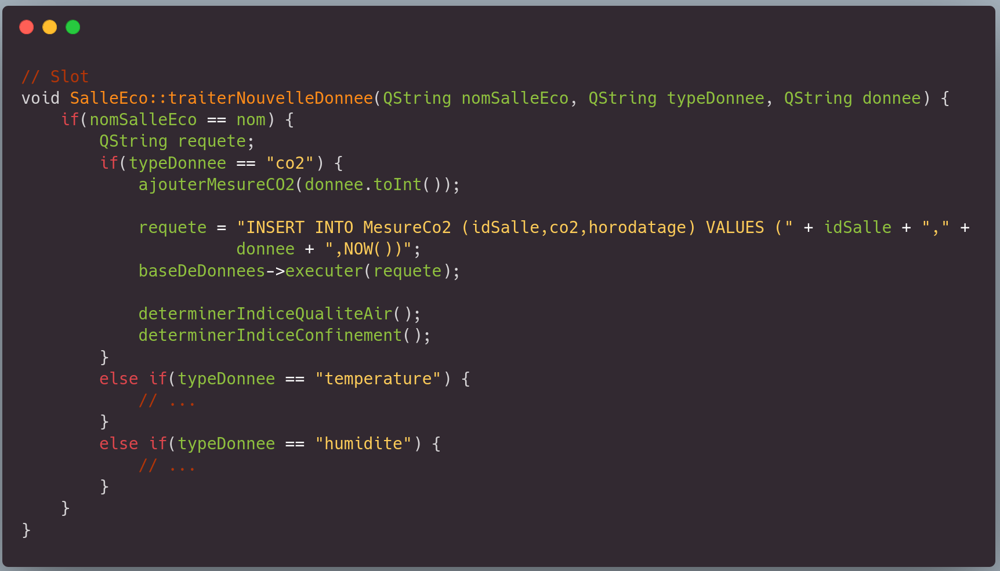 // Slot
void SalleEco::traiterNouvelleDonnee(QString nomSalleEco, QString typeDonnee, QString donnee) {
    if(nomSalleEco == nom) {
        QString requete;
        if(typeDonnee == "co2") {
            ajouterMesureCO2(donnee.toInt());

            requete = "INSERT INTO MesureCo2 (idSalle,co2,horodatage) VALUES (" + idSalle + "," +
                      donnee + ",NOW())";
            baseDeDonnees->executer(requete);

            determinerIndiceQualiteAir();
            determinerIndiceConfinement();
        }
        else if(typeDonnee == "temperature") {
            // ...
        }
        else if(typeDonnee == "humidite") {
            // ...
        }
    }
}